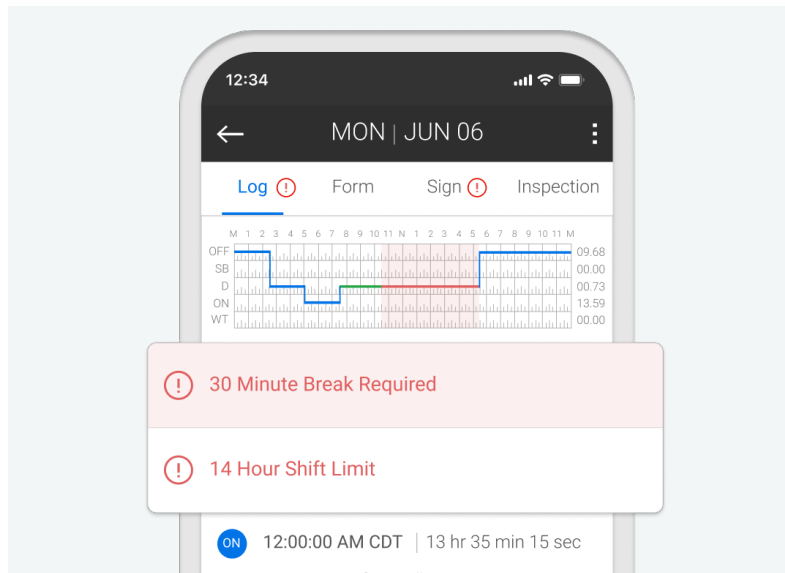 12:34
MON | JUN 06
Log Form Sign Inspection
M 1 2 3 4 5 6 7 8 9 10 11 N 1 2 3 4 5 6 7 8 9 10 11 M
OFF 09.68
SB 00.00
D 00.73
ON 13.59
WT 00.00
30 Minute Break Required
14 Hour Shift Limit
ON 12:00:00 AM CDT | 13 hr 35 min 15 sec